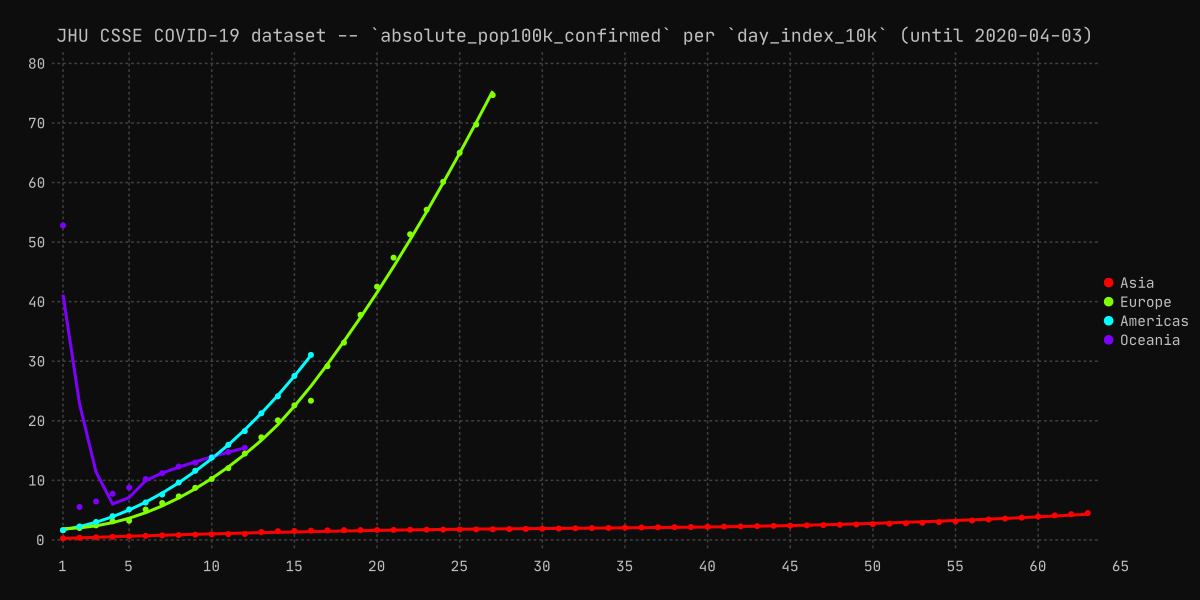 JHU CSSE COVID-19 dataset -- `absolute_pop100k_confirmed` per `day_index_10k` (until 2020-04-03)
80
70
60
50
40
30
20
10
0
1 5 10 15 20 25 30 35 40 45 50 55 60 65
Asia
Europe
Americas
Oceania